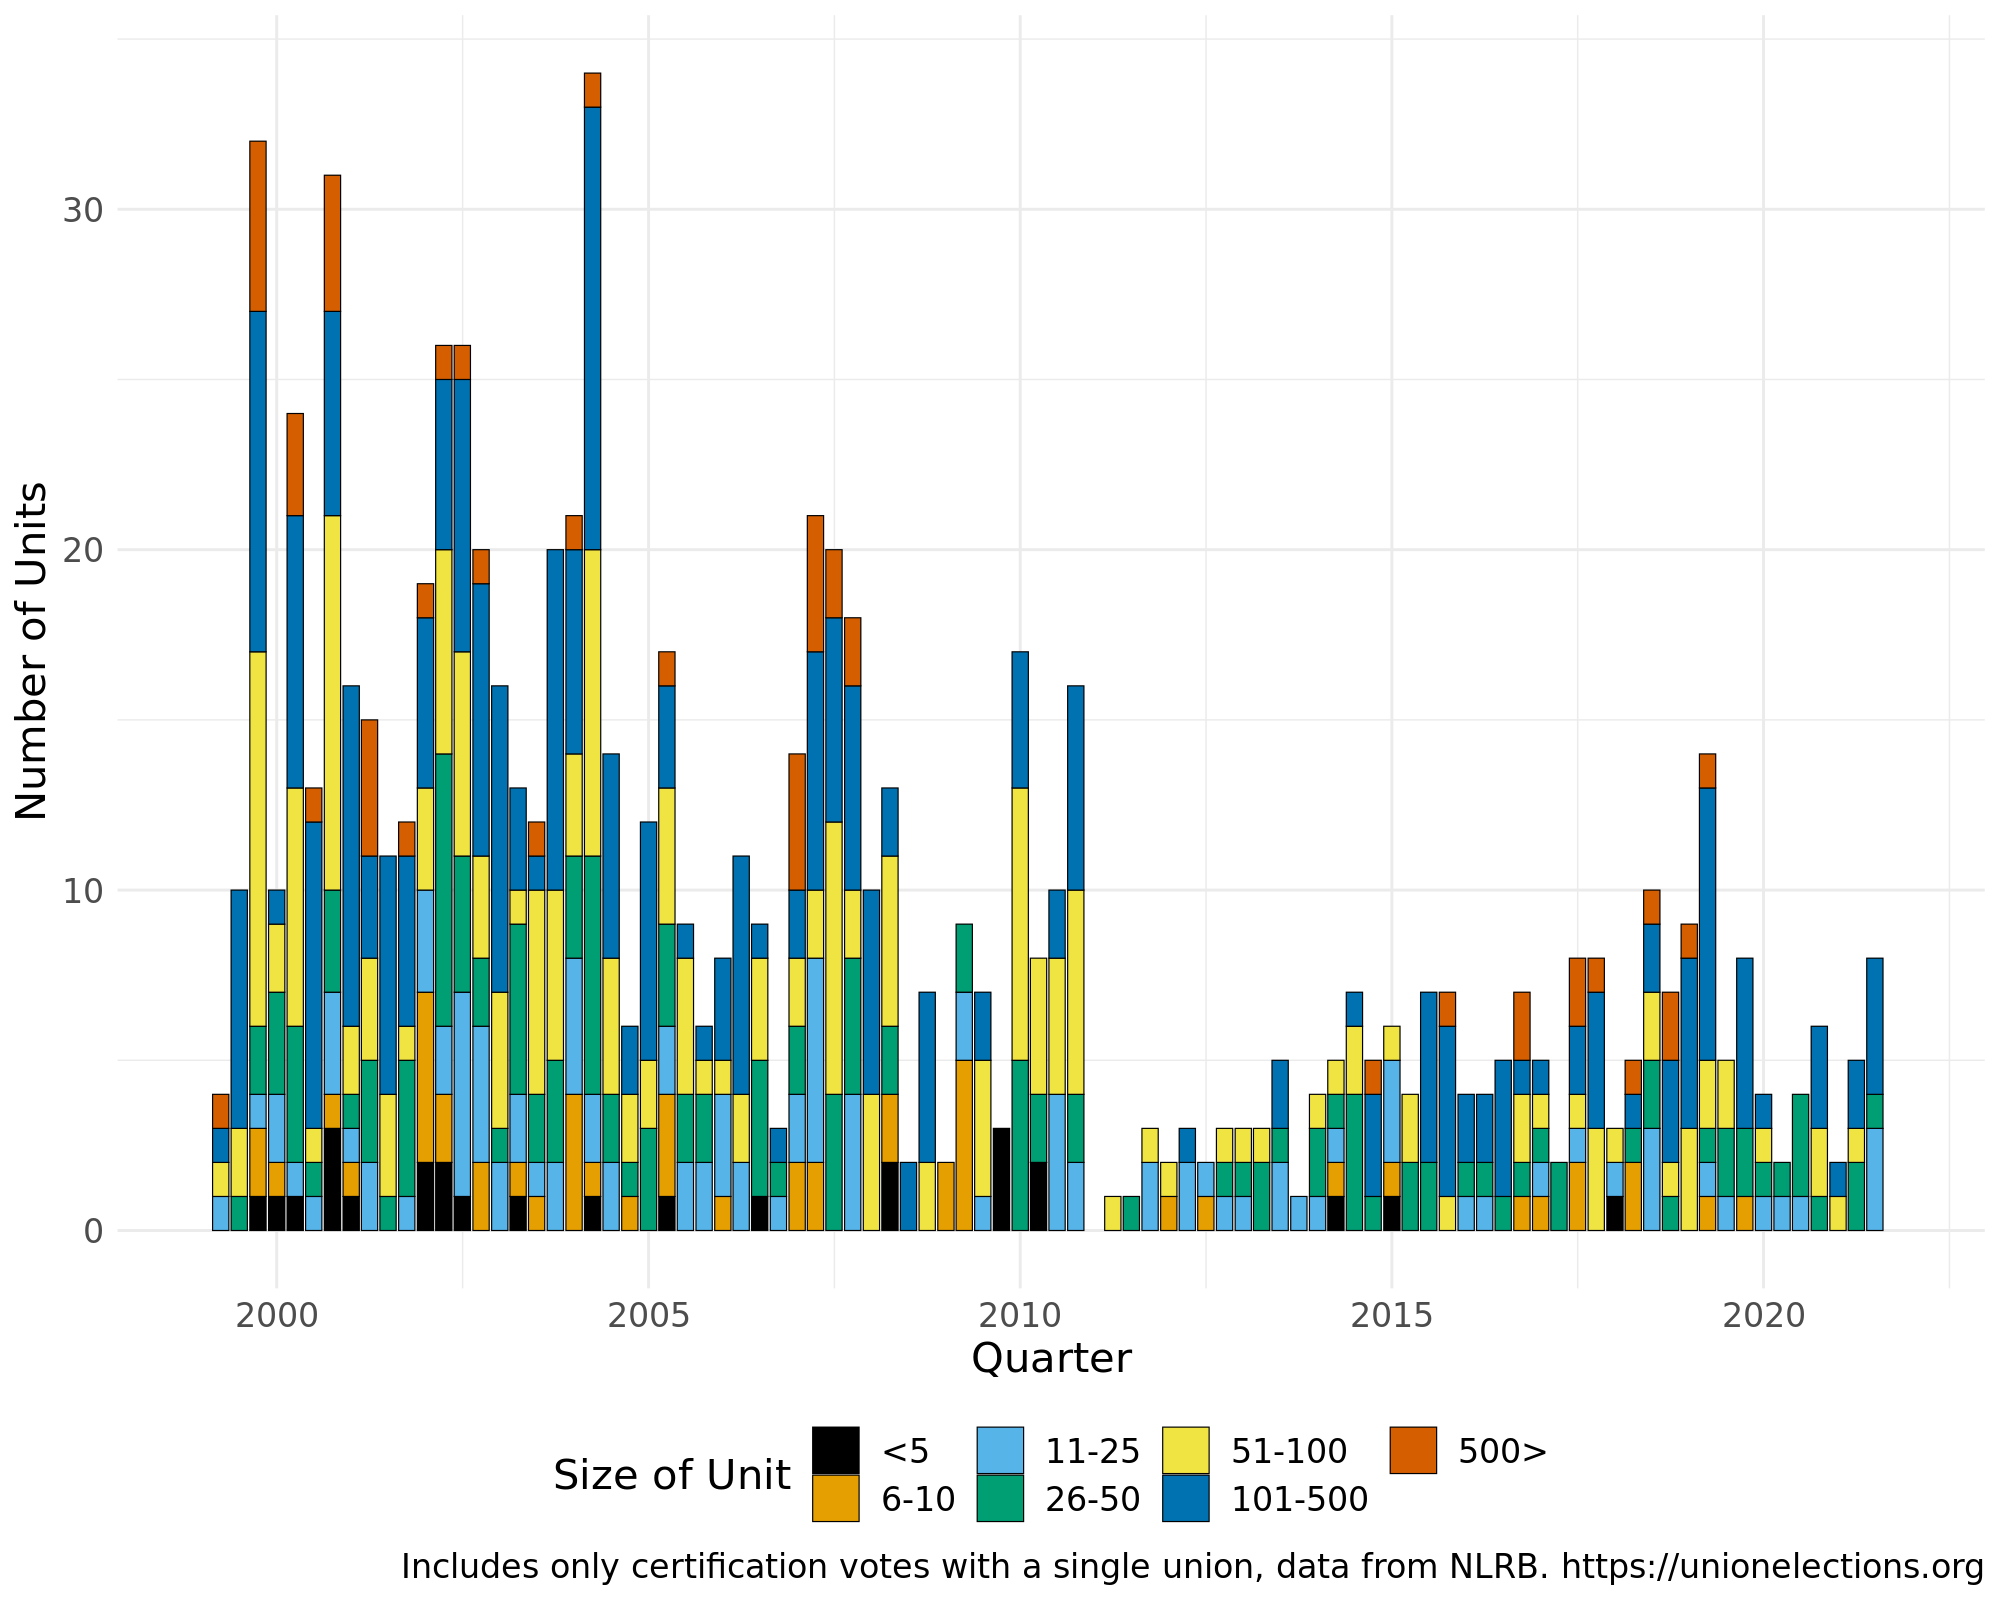 30
20
10
0
Number of Units
2000 2005 2010 2015 2020
Quarter
Size of Unit
<5 11-25 51-100 500>
6-10 26-50 101-500
Includes only certification votes with a single union, data from NLRB. https://unionelections.org